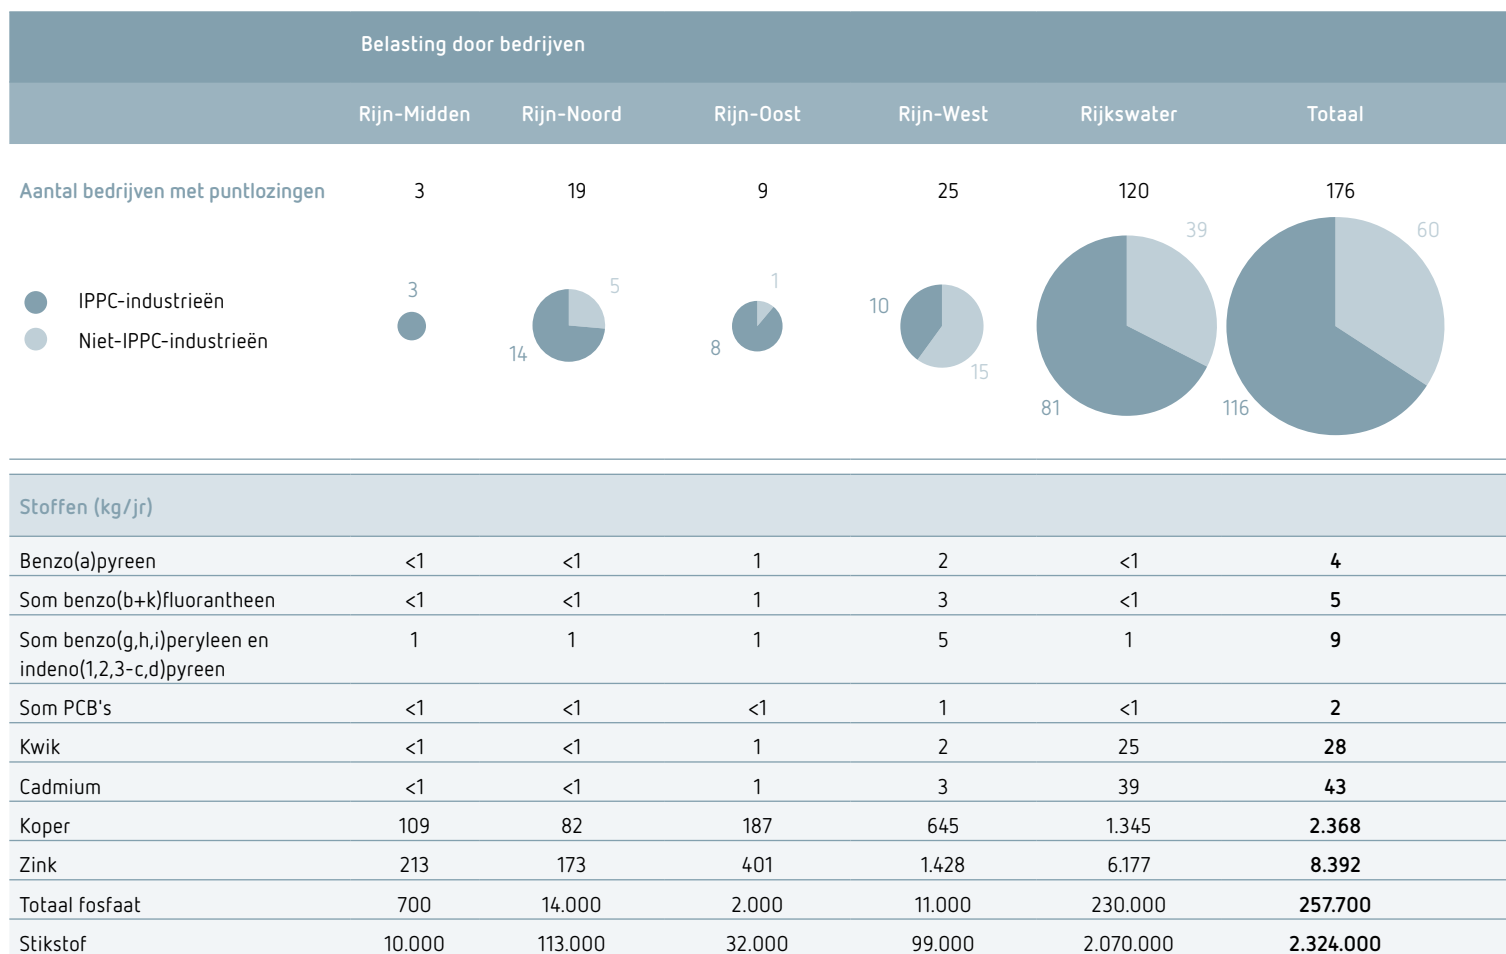 Belasting door bedrijven
Rijn-Midden Rijn-Noord Rijn-Oost Rijn-West Rijkswater Totaal
Aantal bedrijven met puntlozingen 3 19 9 25 120 176
IPPC-industrieën
Niet-IPPC-industrieën
3
14 5
8 1
10 15
81 39
116 60
Stoffen (kg/jr)
Benzo(a)pyreen <1 <1 1 2 <1 4
Som benzo(b+k)fluorantheen <1 <1 1 3 <1 5
Som benzo(g,h,i)peryleen en 1 1 1 5 1 9
indeno(1,2,3-c,d)pyreen
Som PCB's <1 <1 <1 1 <1 2
Kwik <1 <1 1 2 25 28
Cadmium <1 <1 1 3 39 43
Koper 109 82 187 645 1.345 2.368
Zink 213 173 401 1.428 6.177 8.392
Totaal fosfaat 700 14.000 2.000 11.000 230.000 257.700
Stikstof 10.000 113.000 32.000 99.000 2.070.000 2.324.000